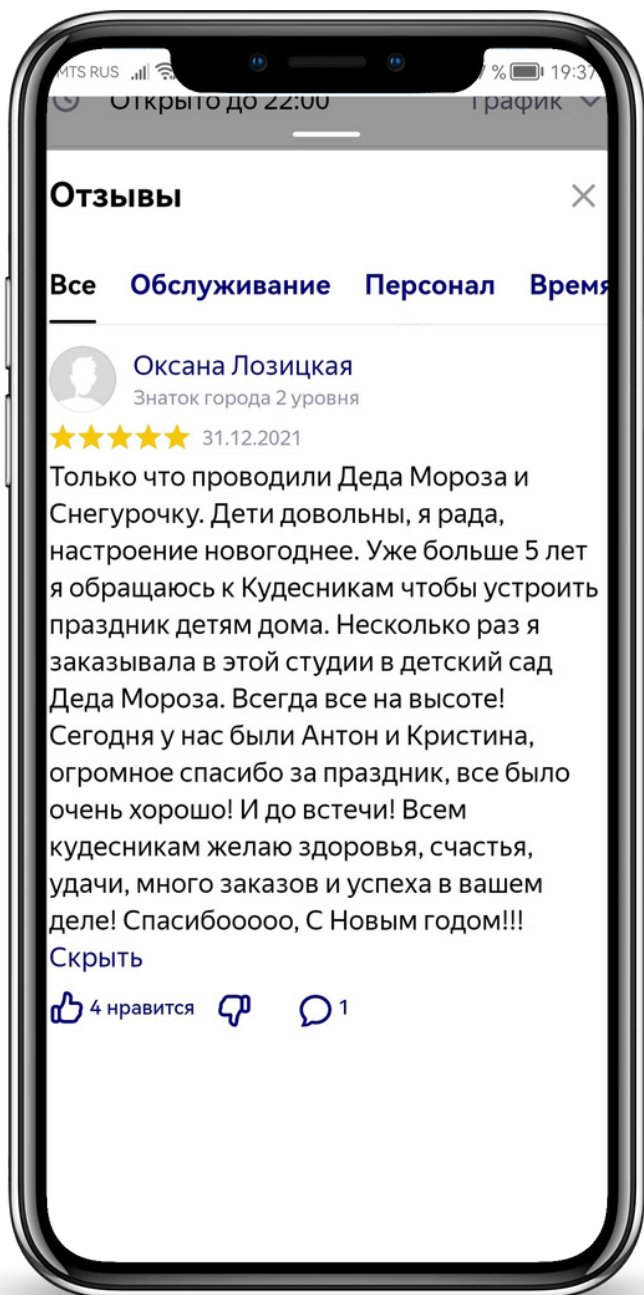 MTS RUS % 19:37
Открыто до 22:00 График
Отзывы
Все Обслуживание Персонал Время
Оксана Лозицкая
Знаток города 2 уровня
31.12.2021
Только что проводили Деда Мороза и
Снегурочку. Дети довольны, я рада,
настроение новогоднее. Уже больше 5 лет
я обращаюсь к Кудесникам чтобы устроить
праздник детям дома. Несколько раз я
заказывала в этой студии в детский сад
Деда Мороза. Всегда все на высоте!
Сегодня у нас были Антон и Кристина,
огромное спасибо за праздник, все было
очень хорошо! И до встечи! Всем
кудесникам желаю здоровья, счастья,
удачи, много заказов и успеха в вашем
деле! Спасибооооо, С Новым годом!!!
Скрыть
4 нравится 1